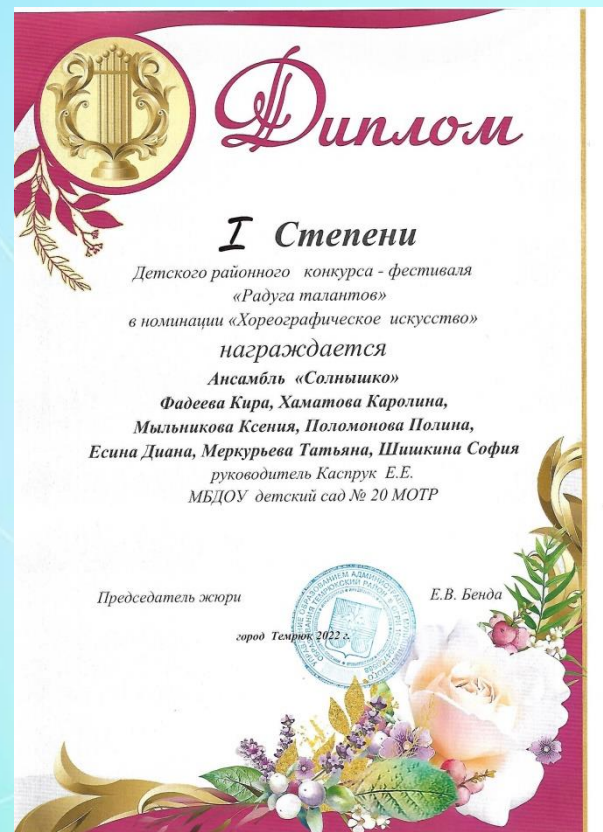 Диплом
I Степени
Детского районного конкурса - фестиваля
«Радуга талантов»
в номинации «Хореографическое искусство»
награждается
Ансамбль «Солнышко»
Фадеева Кира, Хаматова Каролина,
Мыльникова Ксения, Поломонова Полина,
Есина Диана, Меркурьева Татьяна, Шишкина София
руководитель Каспрук Е.Е.
МБДОУ детский сад № 20 МОТР
Председатель жюри Е.В. Бенда
город Темрюк 2022 г.